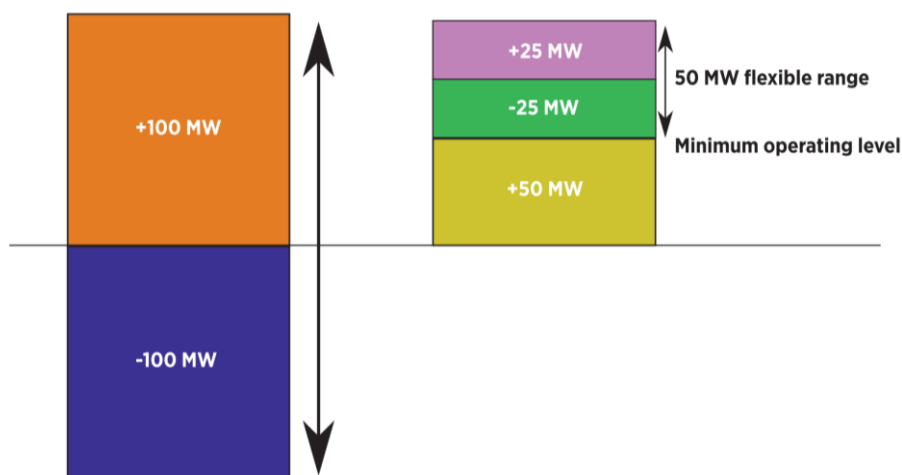 +100 MW
-100 MW
+25 MW
-25 MW
+50 MW
50 MW flexible range
Minimum operating level